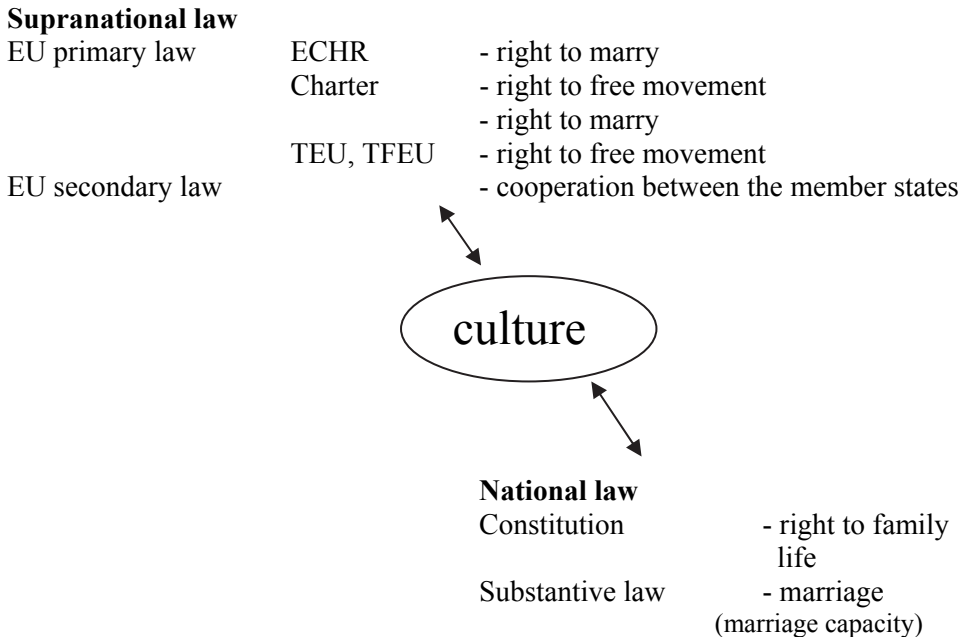 Supranational law
EU primary law ECHR - right to marry
Charter - right to free movement
- right to marry
TEU, TFEU - right to free movement
EU secondary law - cooperation between the member states
culture
National law
Constitution - right to family
life
Substantive law - marriage
(marriage capacity)